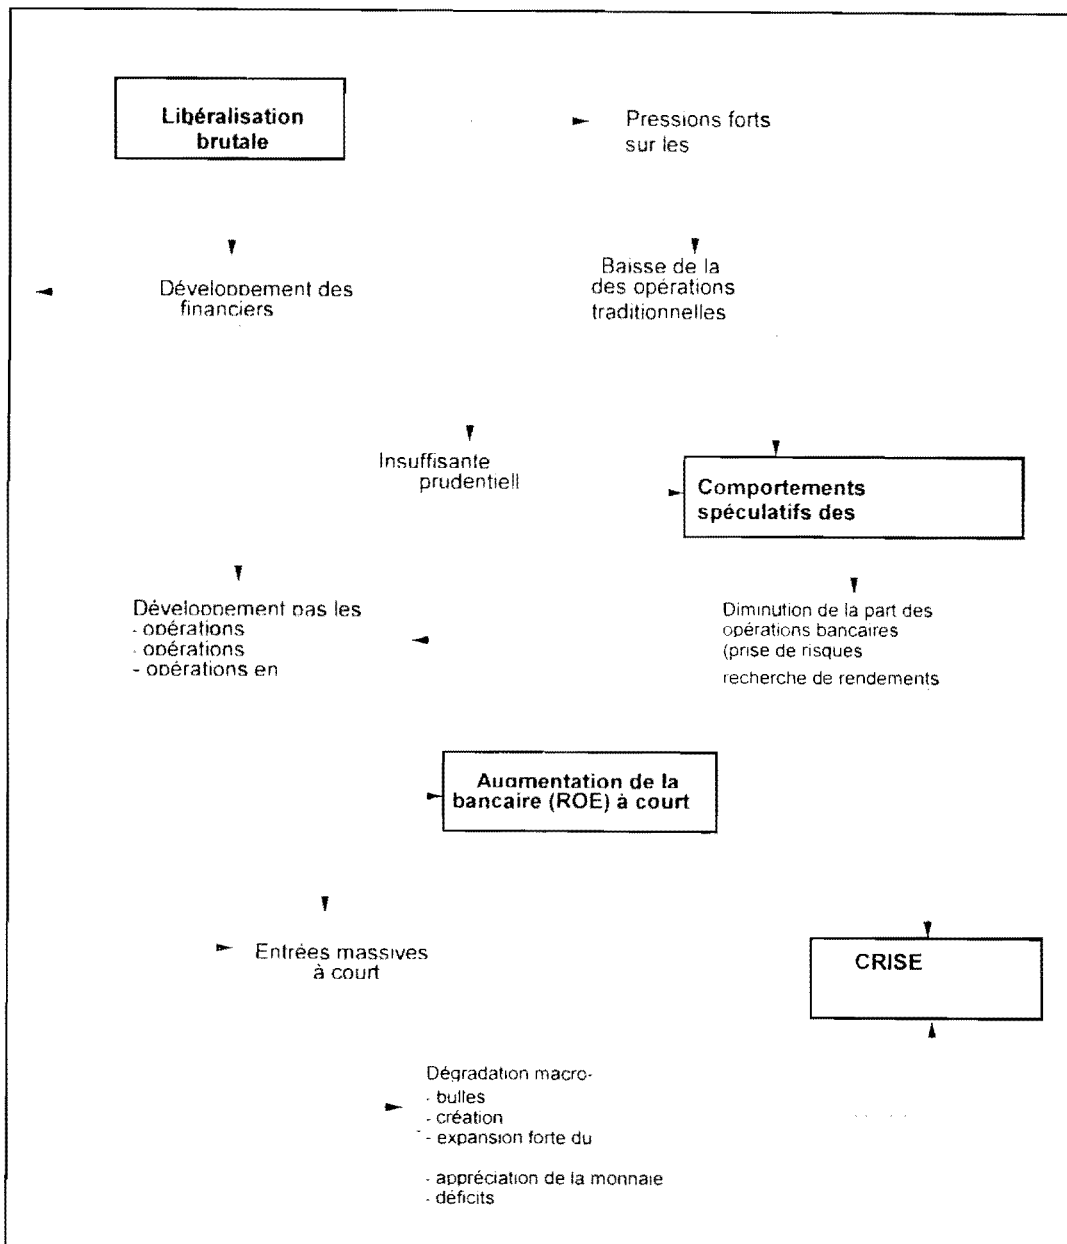 Libéralisation
brutale
Pressions forts
sur les
Développement des
financiers
Baisse de la
des opérations
traditionnelles
Insuffisante
prudentiell
Comportements
spéculatifs des
Développement pas les
- opérations
- opérations
- opérations en
Diminution de la part des
opérations bancaires
(prise de risques
recherche de rendements
Augmentation de la
bancaire (ROE) à court
Entrées massives
à court
CRISE
Dégradation macro-
- bulles
- création
- expansion forte du
- appréciation de la monnaie
- déficits